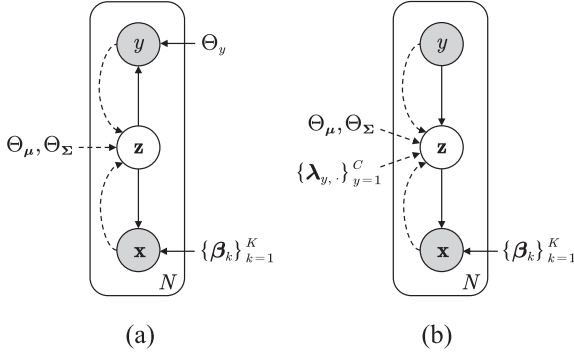 y
Θ_y
Θ_μ, Θ_Σ
z
{β_k}_{k=1}^K
x
N
(a)
y
Θ_μ, Θ_Σ
z
{λ_{y,·}}_{y=1}^C
{β_k}_{k=1}^K
x
N
(b)